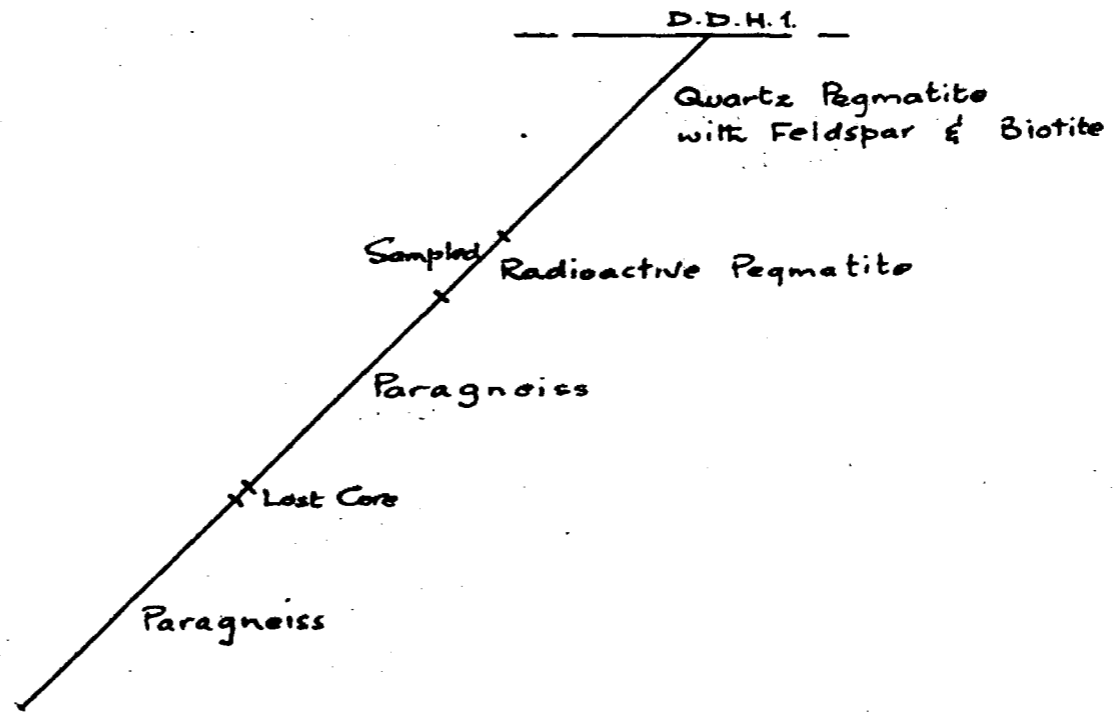 D.D.H.1.
Quartz Pegmatite
with Feldspar & Biotite
Sampled
Radioactive Pegmatite
Paragneiss
Lost Core
Paragneiss